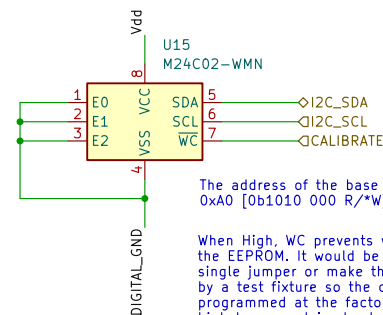 Vdd
U15
M24C02-WMN
8
1 E0 VCC SDA 5 I2C_SDA
2 E1 SCL 6 I2C_SCL
3 E2 VSS WC 7 CALIBRATE
4
The address of the base
0xA0 [0b1010 000 R/*W
DIGITAL_GND
When High, WC prevents
the EEPROM. It would be
single jumper or make
by a test fixture so the
programmed at the